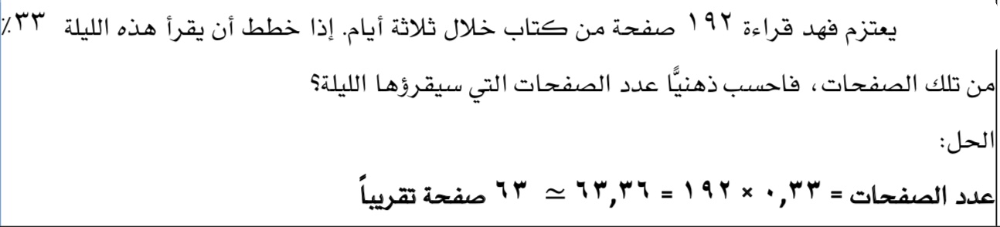 يعتزم فهد قراءة ١٩٢ صفحة من كتاب خلال ثلاثة أيام. إذا خطط أن يقرأ هذه الليلة ٣٣٪
من تلك الصفحات، فاحسب ذهنيًّا عدد الصفحات التي سيقرؤها الليلة؟
الحل:
عدد الصفحات = ٠,٣٣ × ١٩٢ = ٦٣,٣٦ ≃ ٦٣ صفحة تقريباً